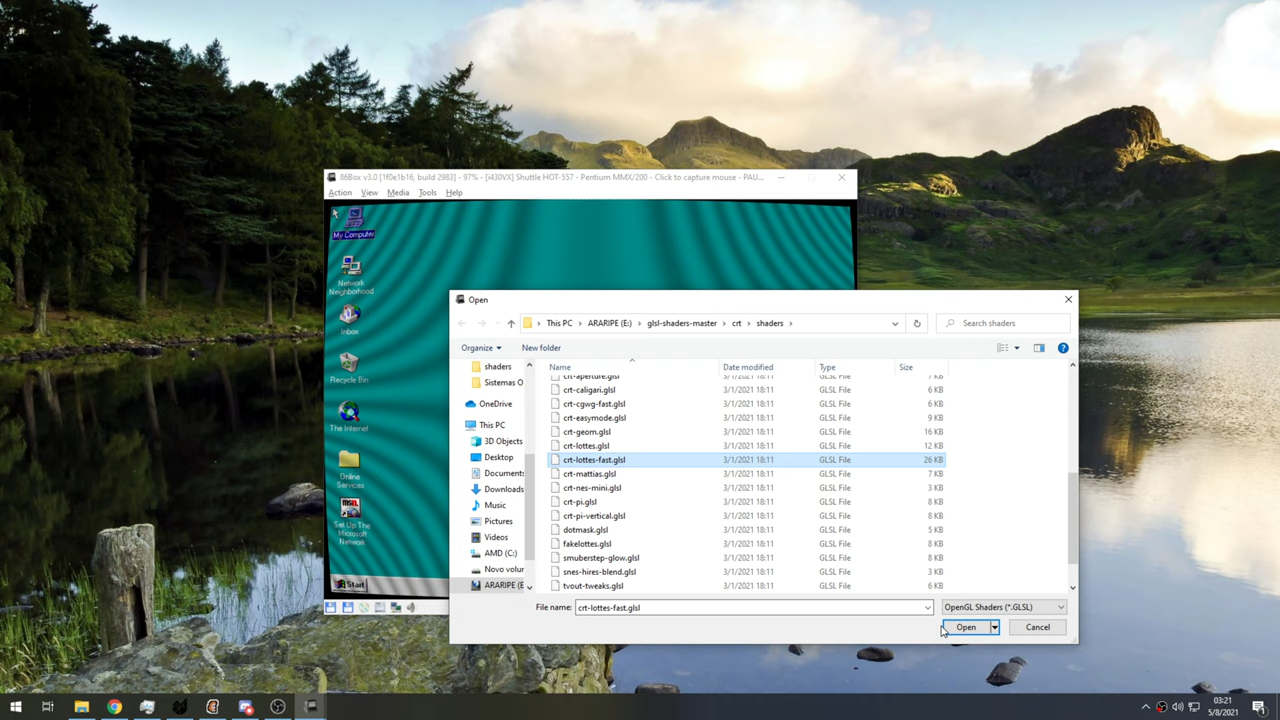 86Box v3.0 [1f0e1b16, build 2983] - 97% - [i430VX] Shuttle HOT-557 - Pentium MMX/200 - Click to capture mouse - PAU...
Action View Media Tools Help
My Computer
Network
Neighborhood
Inbox
Recycle Bin
The Internet
Online
Services
Set Up The
Microsoft
Network
Start
Open
This PC > ARARIPE (E:) > glsl-shaders-master > crt > shaders >
Search shaders
Organize
New folder
Name Date modified Type Size
shaders
Sistemas O
OneDrive
This PC
3D Objects
Desktop
Documents
Downloads
Music
Pictures
Videos
AMD (C:)
Novo volur
ARARIPE (E
crt-aperture.glsl 3/1/2021 18:11 GLSL File 7 KB
crt-caligari.glsl 3/1/2021 18:11 GLSL File 6 KB
crt-cgwg-fast.glsl 3/1/2021 18:11 GLSL File 6 KB
crt-easymode.glsl 3/1/2021 18:11 GLSL File 9 KB
crt-geom.glsl 3/1/2021 18:11 GLSL File 16 KB
crt-lottes.glsl 3/1/2021 18:11 GLSL File 12 KB
crt-lottes-fast.glsl 3/1/2021 18:11 GLSL File 26 KB
crt-mattias.glsl 3/1/2021 18:11 GLSL File 7 KB
crt-nes-mini.glsl 3/1/2021 18:11 GLSL File 3 KB
crt-pi.glsl 3/1/2021 18:11 GLSL File 8 KB
crt-pi-vertical.glsl 3/1/2021 18:11 GLSL File 8 KB
dotmask.glsl 3/1/2021 18:11 GLSL File 5 KB
fakelottes.glsl 3/1/2021 18:11 GLSL File 8 KB
smuberstep-glow.glsl 3/1/2021 18:11 GLSL File 8 KB
snes-hires-blend.glsl 3/1/2021 18:11 GLSL File 3 KB
tvout-tweaks.glsl 3/1/2021 18:11 GLSL File 6 KB
File name: crt-lottes-fast.glsl
OpenGL Shaders (*.GLSL)
Open
Cancel
03:21
5/8/2021